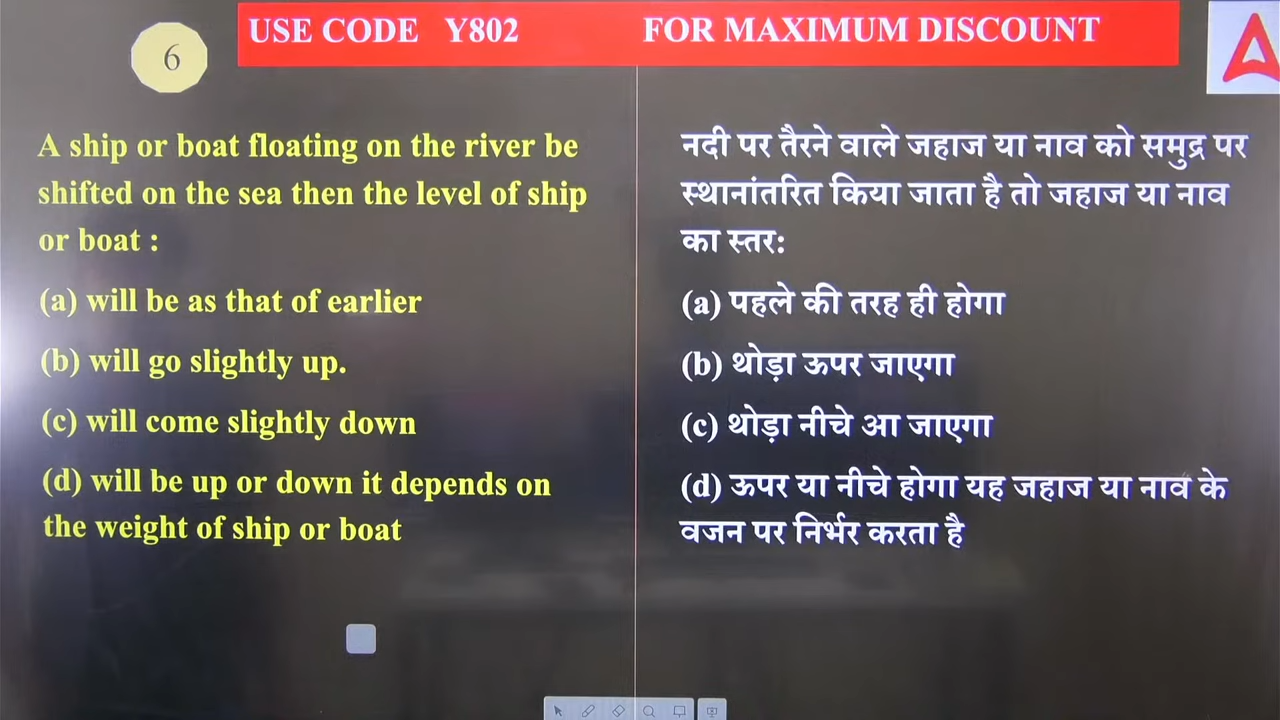 USE CODE Y802 FOR MAXIMUM DISCOUNT
6
A ship or boat floating on the river be
shifted on the sea then the level of ship
or boat :
(a) will be as that of earlier
(b) will go slightly up.
(c) will come slightly down
(d) will be up or down it depends on
the weight of ship or boat
नदी पर तैरने वाले जहाज या नाव को समुद्र पर
स्थानांतरित किया जाता है तो जहाज या नाव
का स्तर:
(a) पहले की तरह ही होगा
(b) थोड़ा ऊपर जाएगा
(c) थोड़ा नीचे आ जाएगा
(d) ऊपर या नीचे होगा यह जहाज या नाव के
वजन पर निर्भर करता है